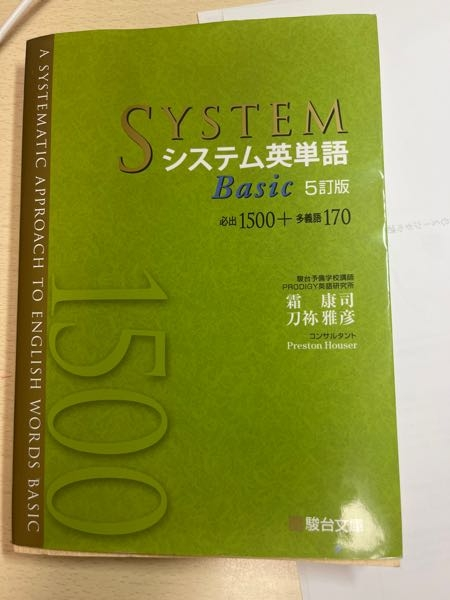 A SYSTEMATIC APPROACH TO ENGLISH WORDS BASIC
1500
SYSTEM
システム英単語
Basic 5訂版
必出1500+多義語170
駿台予備学校講師
PRODIGY英語研究所
霜 康司
刀祢 雅彦
コンサルタント
Preston Houser
駿台文庫